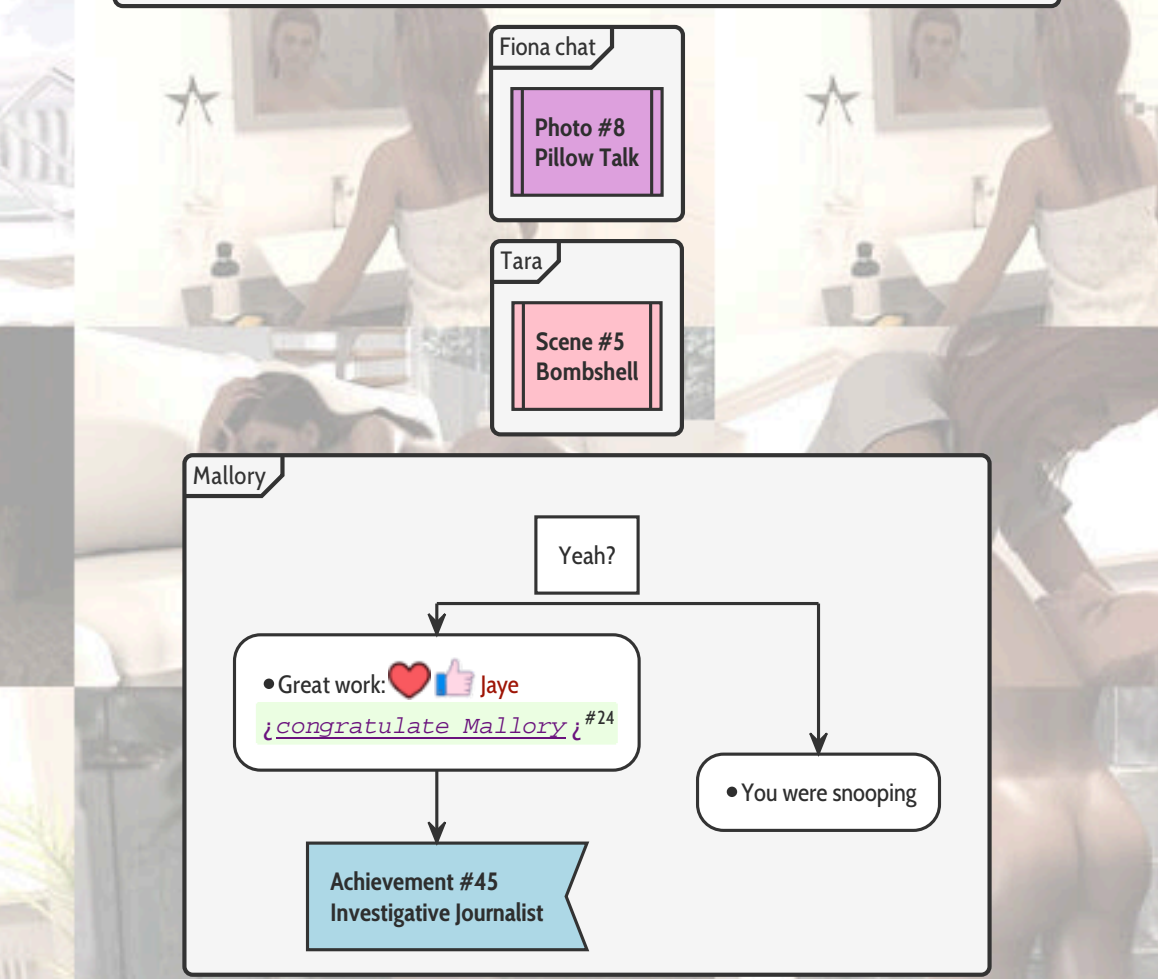 Fiona chat
Photo #8
Pillow Talk
Tara
Scene #5
Bombshell
Mallory
Yeah?
•Great work: ❤️👍 Jaye
¿congratulate Mallory¿#24
•You were snooping
Achievement #45
Investigative Journalist